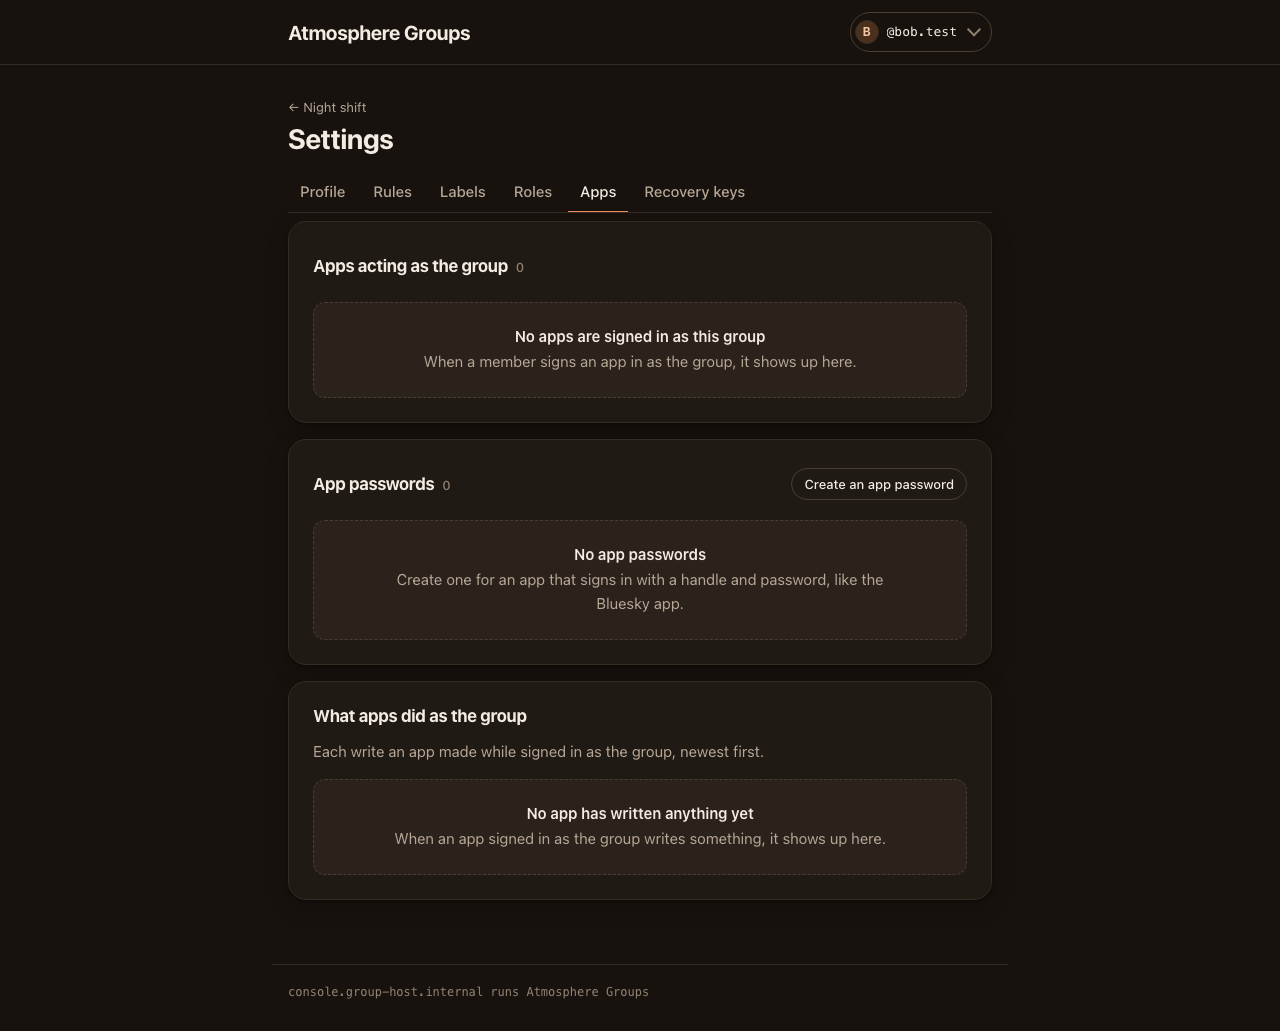 Atmosphere Groups
B @bob.test
← Night shift
Settings
Profile Rules Labels Roles Apps Recovery keys
Apps acting as the group 0
No apps are signed in as this group
When a member signs an app in as the group, it shows up here.
App passwords 0 Create an app password
No app passwords
Create one for an app that signs in with a handle and password, like the
Bluesky app.
What apps did as the group
Each write an app made while signed in as the group, newest first.
No app has written anything yet
When an app signed in as the group writes something, it shows up here.
console.group-host.internal runs Atmosphere Groups